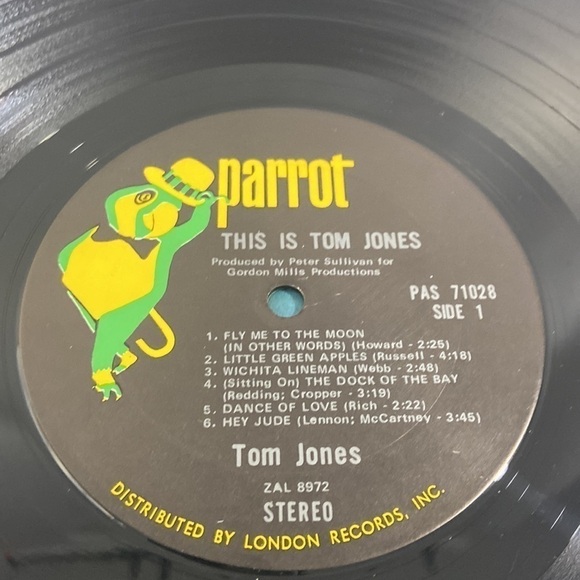 parrot
THIS IS TOM JONES
Produced by Peter Sullivan for
Gordon Mills Productions
PAS 71028
SIDE 1
1. FLY ME TO THE MOON
(IN OTHER WORDS) (Howard - 2:25)
2. LITTLE GREEN APPLES (Russell - 4:18)
3. WICHITA LINEMAN (Webb - 2:48)
4. (Sitting On) THE DOCK OF THE BAY
(Redding; Cropper - 3:19)
5. DANCE OF LOVE (Rich - 2:22)
6. HEY JUDE (Lennon; McCartney - 3:45)
Tom Jones
ZAL 8972
STEREO
DISTRIBUTED BY LONDON RECORDS, INC.